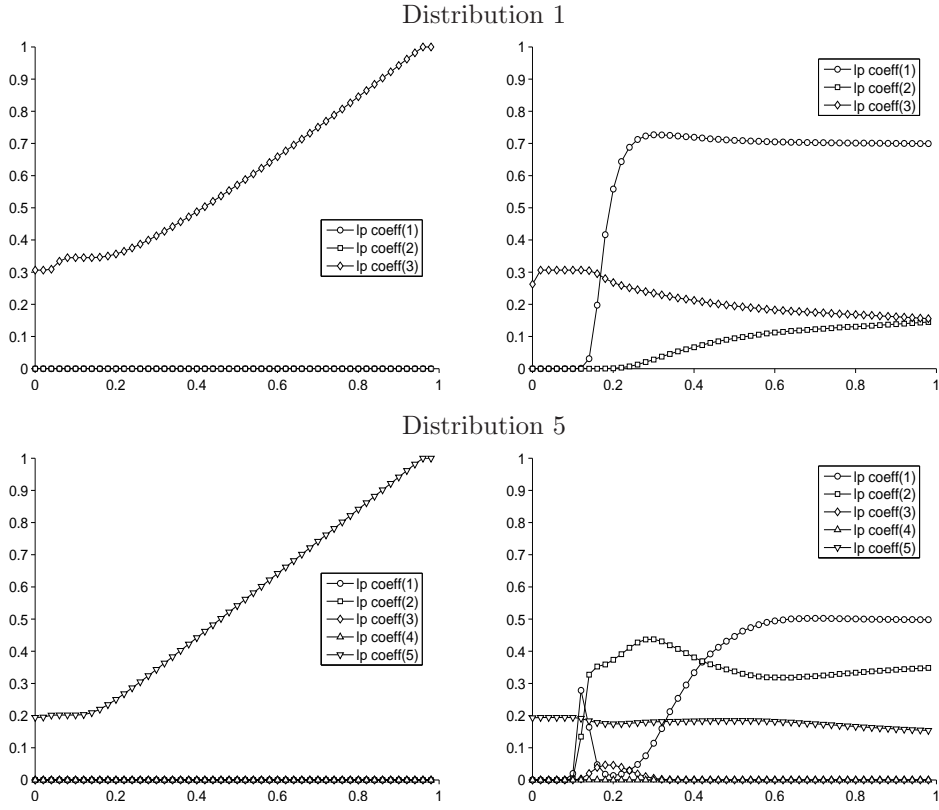 Distribution 1
1
0.9
0.8
0.7
0.6
0.5
0.4
0.3
0.2
0.1
0
0 0.2 0.4 0.6 0.8 1
lp coeff(1)
lp coeff(2)
lp coeff(3)
1
0.9
0.8
0.7
0.6
0.5
0.4
0.3
0.2
0.1
0
0 0.2 0.4 0.6 0.8 1
lp coeff(1)
lp coeff(2)
lp coeff(3)
Distribution 5
1
0.9
0.8
0.7
0.6
0.5
0.4
0.3
0.2
0.1
0
0 0.2 0.4 0.6 0.8 1
lp coeff(1)
lp coeff(2)
lp coeff(3)
lp coeff(4)
lp coeff(5)
1
0.9
0.8
0.7
0.6
0.5
0.4
0.3
0.2
0.1
0
0 0.2 0.4 0.6 0.8 1
lp coeff(1)
lp coeff(2)
lp coeff(3)
lp coeff(4)
lp coeff(5)